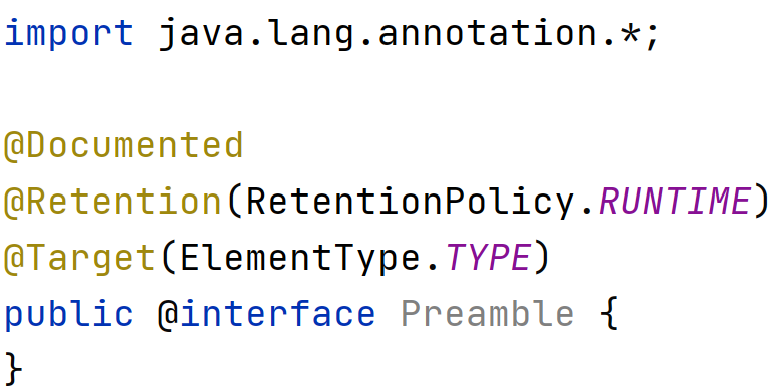 import java.lang.annotation.*;
@Documented
@Retention(RetentionPolicy.RUNTIME)
@Target(ElementType.TYPE)
public @interface Preamble {
}